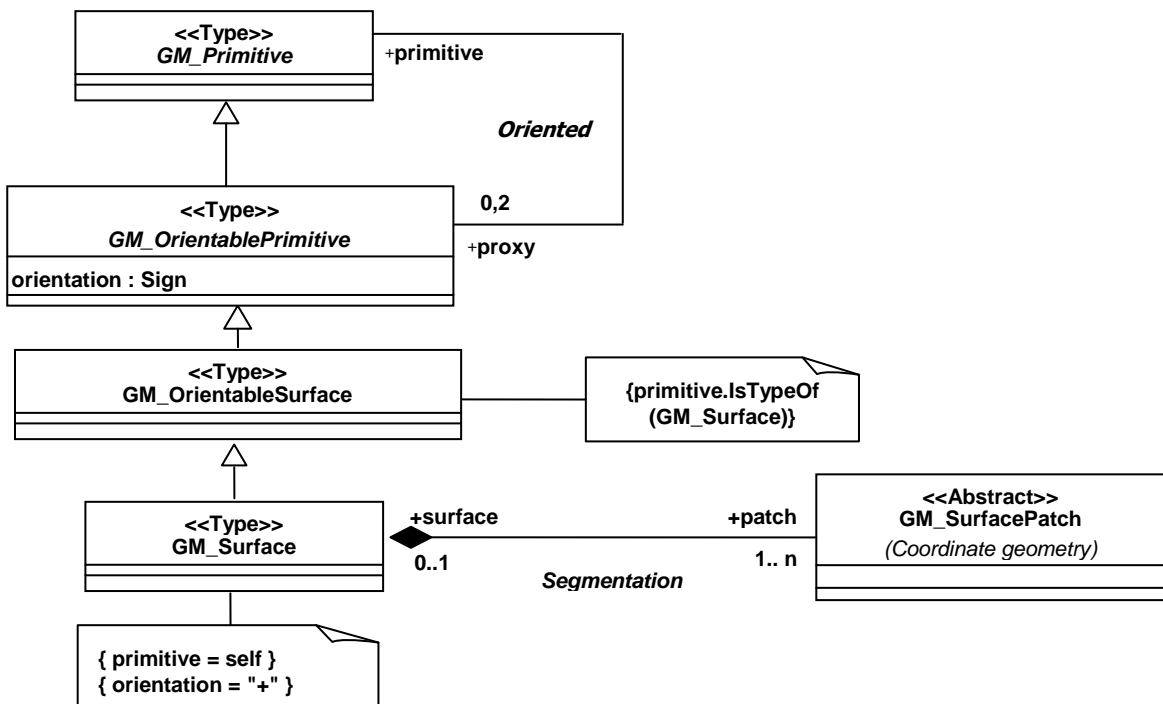 <<Type>>
GM_Primitive
+primitive
Oriented
<<Type>>
GM_OrientablePrimitive
0,2
+proxy
orientation : Sign
<<Type>>
GM_OrientableSurface
{primitive.IsTypeOf
(GM_Surface)}
<<Type>>
GM_Surface
+surface
0..1
Segmentation
+patch
1.. n
<<Abstract>>
GM_SurfacePatch
(Coordinate geometry)
{ primitive = self }
{ orientation = "+" }